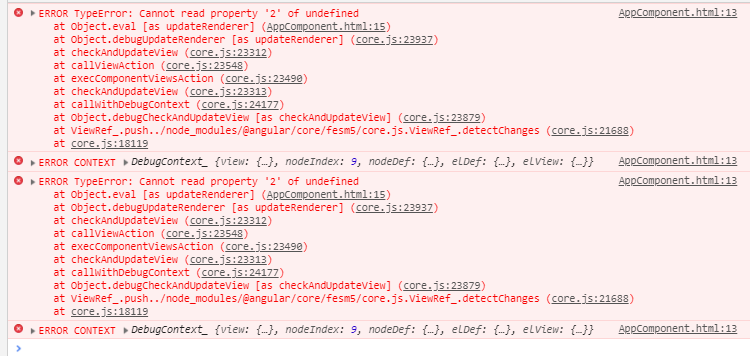 ERROR TypeError: Cannot read property '2' of undefined AppComponent.html:13
at Object.eval [as updateRenderer] (AppComponent.html:15)
at Object.debugUpdateRenderer [as updateRenderer] (core.js:23937)
at checkAndUpdateView (core.js:23312)
at callViewAction (core.js:23548)
at execComponentViewsAction (core.js:23490)
at checkAndUpdateView (core.js:23313)
at callWithDebugContext (core.js:24177)
at Object.debugCheckAndUpdateView [as checkAndUpdateView] (core.js:23879)
at ViewRef_.push../node_modules/@angular/core/fesm5/core.js.ViewRef_.detectChanges (core.js:21688)
at core.js:18119
ERROR CONTEXT DebugContext_ {view: {…}, nodeIndex: 9, nodeDef: {…}, elDef: {…}, elView: {…}} AppComponent.html:13
ERROR TypeError: Cannot read property '2' of undefined AppComponent.html:13
at Object.eval [as updateRenderer] (AppComponent.html:15)
at Object.debugUpdateRenderer [as updateRenderer] (core.js:23937)
at checkAndUpdateView (core.js:23312)
at callViewAction (core.js:23548)
at execComponentViewsAction (core.js:23490)
at checkAndUpdateView (core.js:23313)
at callWithDebugContext (core.js:24177)
at Object.debugCheckAndUpdateView [as checkAndUpdateView] (core.js:23879)
at ViewRef_.push../node_modules/@angular/core/fesm5/core.js.ViewRef_.detectChanges (core.js:21688)
at core.js:18119
ERROR CONTEXT DebugContext_ {view: {…}, nodeIndex: 9, nodeDef: {…}, elDef: {…}, elView: {…}} AppComponent.html:13